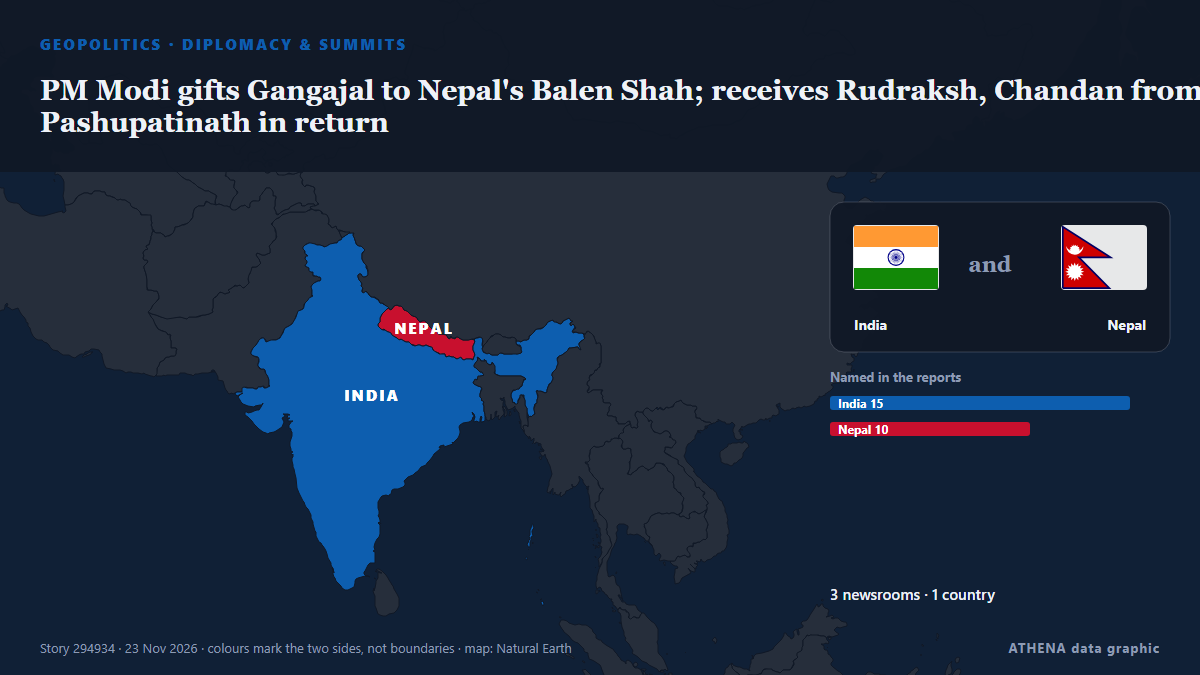 GEOPOLITICS · DIPLOMACY & SUMMITS
PM Modi gifts Gangajal to Nepal's Balen Shah; receives Rudraksh, Chandan from
Pashupatinath in return
and
India
Nepal
NEPAL
INDIA
Named in the reports
India 15
Nepal 10
3 newsrooms · 1 country
Story 294934 · 23 Nov 2026 · colours mark the two sides, not boundaries · map: Natural Earth
ATHENA data graphic